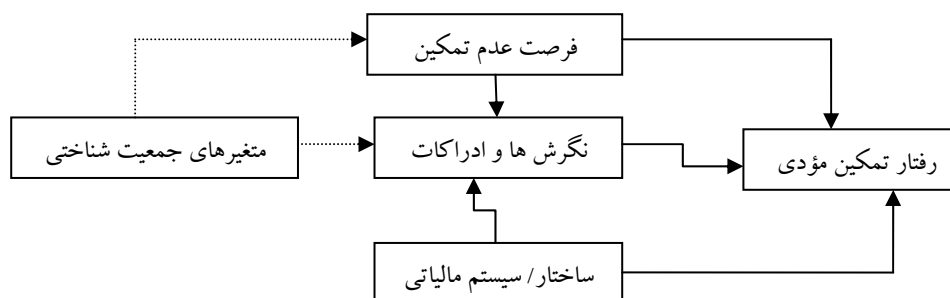 فرصت عدم تمکین
متغیرهای جمعیت شناختی
نگرش ها و ادراکات
رفتار تمکین مؤدی
ساختار/ سیستم مالیاتی